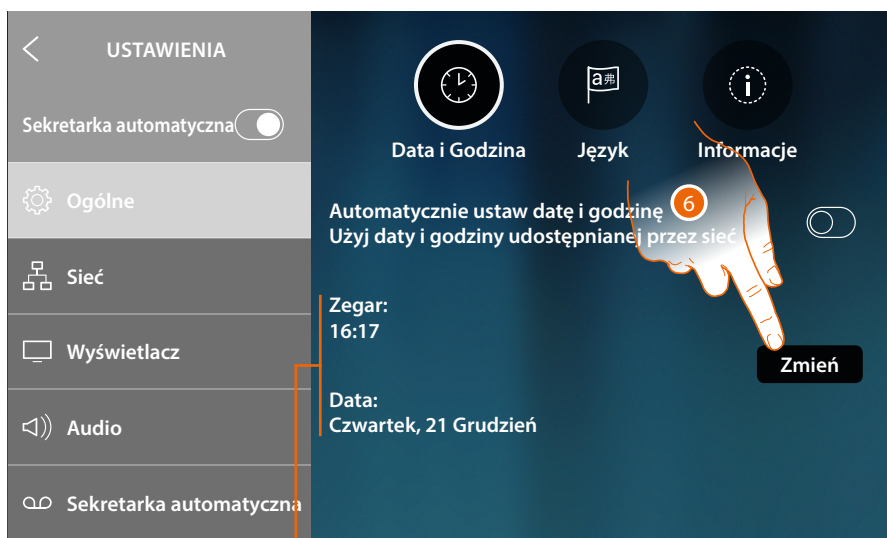 USTAWIENIA
Sekretarka automatyczna
Ogólne
Sieć
Wyświetlacz
Audio
Sekretarka automatyczna
a弗
Data i Godzina
Język
Informacje
6
Automatycznie ustaw datę i godzinę
Użyj daty i godziny udostępnianej przez sieć
Zegar:
16:17
Zmień
Data:
Czwartek, 21 Grudzień